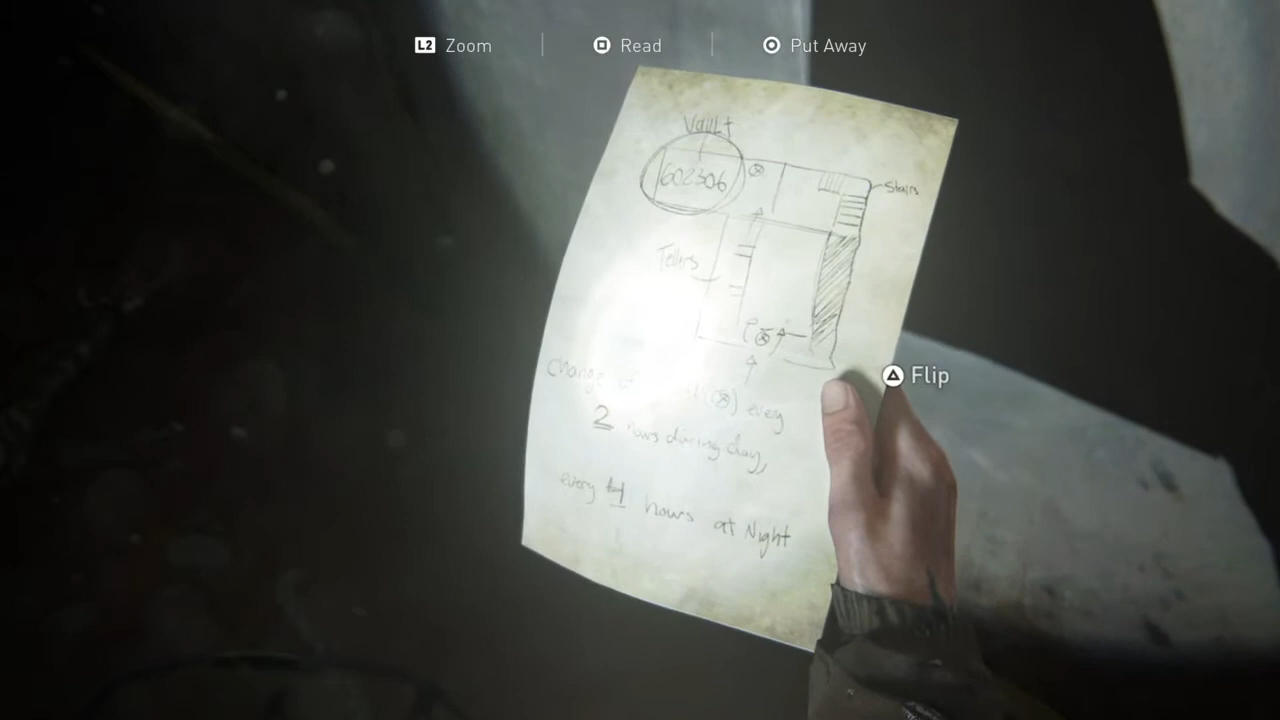 L2 Zoom
Read
Put Away
Vault
602306
Stairs
Tellers
Flip
Change of every
2 hours during day,
every 4 hours at Night